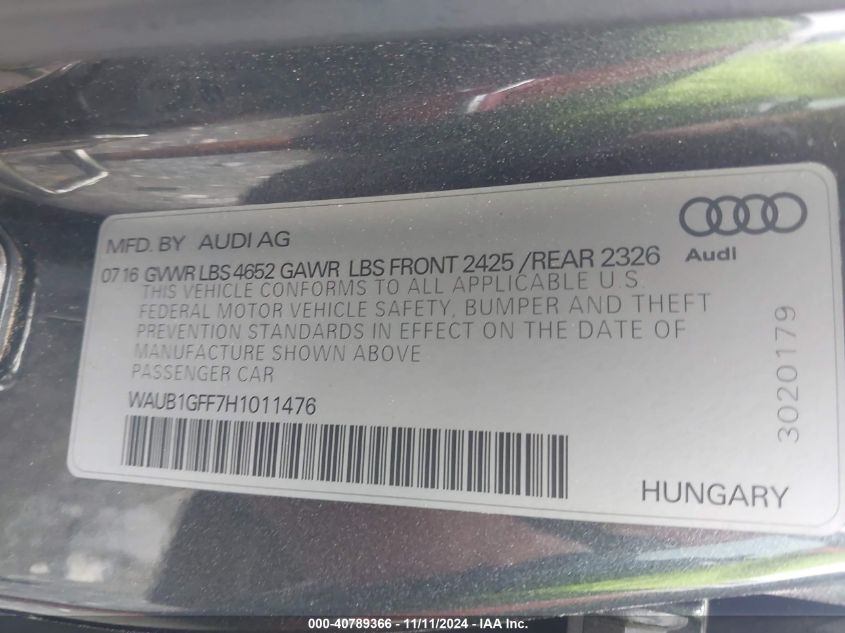 MFD. BY AUDI AG
Audi
07 16 GVWR LBS 4652 GAWR LBS FRONT 2425 /REAR 2326
THIS VEHICLE CONFORMS TO ALL APPLICABLE U.S.
FEDERAL MOTOR VEHICLE SAFETY, BUMPER AND THEFT
PREVENTION STANDARDS IN EFFECT ON THE DATE OF
MANUFACTURE SHOWN ABOVE
PASSENGER CAR
WAUB1GFF7H1011476
3020179
HUNGARY
000-40789366 - 11/11/2024 - IAA Inc.